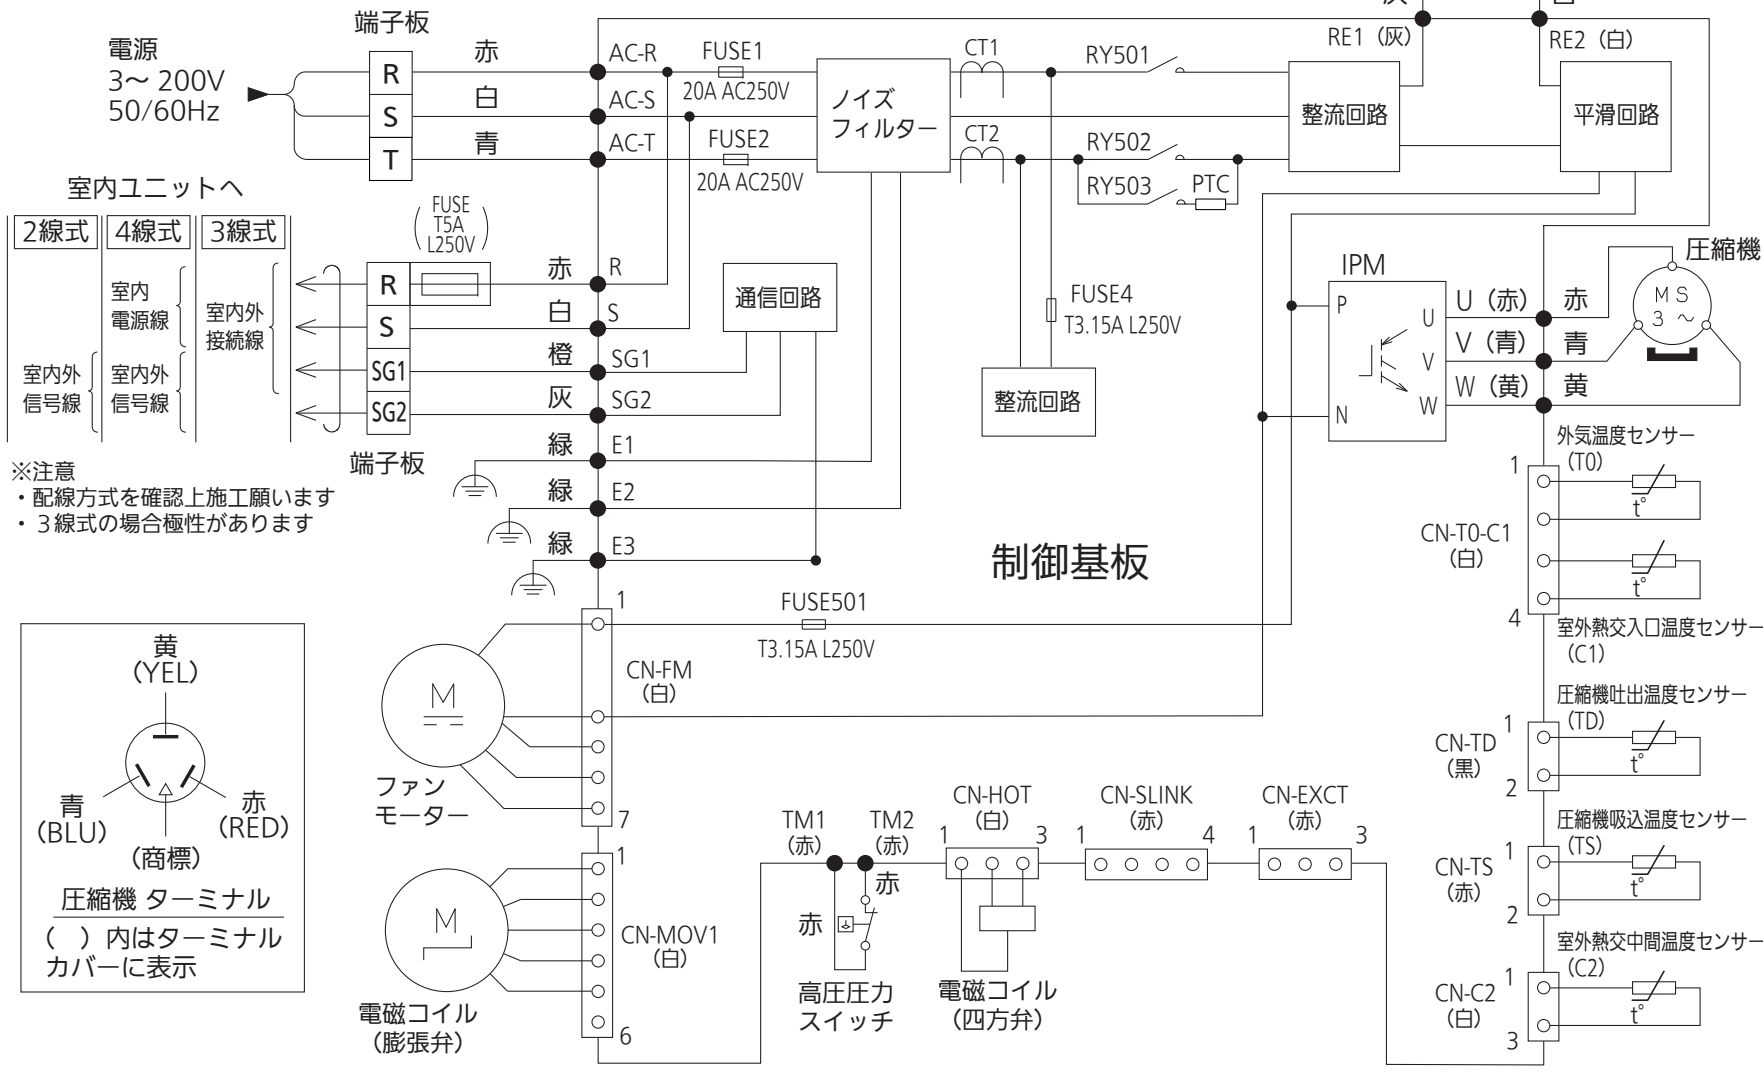 端子板
電源
3～ 200V
50/60Hz
R
S
T
赤
白
青
AC-R
AC-S
AC-T
FUSE1
20A AC250V
FUSE2
20A AC250V
ノイズ
フィルター
CT1
CT2
RY501
RY502
RY503
PTC
RE1（灰）
RE2（白）
整流回路
平滑回路
室内ユニットへ
2線式
4線式
3線式
室内
電源線
室内外
接続線
室内外
信号線
室内外
信号線
FUSE
T5A
L250V
R
S
SG1
SG2
端子板
赤
白
橙
灰
緑
緑
緑
R
S
SG1
SG2
E1
E2
E3
通信回路
FUSE4
T3.15A L250V
整流回路
IPM
P
N
U
V
W
U（赤）
V（青）
W（黄）
赤
青
黄
圧縮機
M S
3 ～
※注意
・配線方式を確認上施工願います
・３線式の場合極性があります
制御基板
外気温度センサー
（T0）
1
CN-T0-C1
（白）
4
t°
t°
室外熱交入口温度センサー
（C1）
圧縮機吐出温度センサー
（TD）
1
CN-TD
（黒）
2
t°
圧縮機吸込温度センサー
（TS）
1
CN-TS
（赤）
2
t°
室外熱交中間温度センサー
（C2）
1
CN-C2
（白）
3
t°
1
FUSE501
T3.15A L250V
CN-FM
（白）
7
M
ファン
モーター
1
CN-MOV1
（白）
6
M
電磁コイル
（膨張弁）
TM1
（赤）
TM2
（赤）
赤
赤
高圧圧力
スイッチ
CN-HOT
（白）
1
3
電磁コイル
（四方弁）
CN-SLINK
（赤）
1
4
CN-EXCT
（赤）
1
3
黄
（YEL）
青
（BLU）
赤
（RED）
（商標）
圧縮機 ターミナル
（　）内はターミナル
カバーに表示